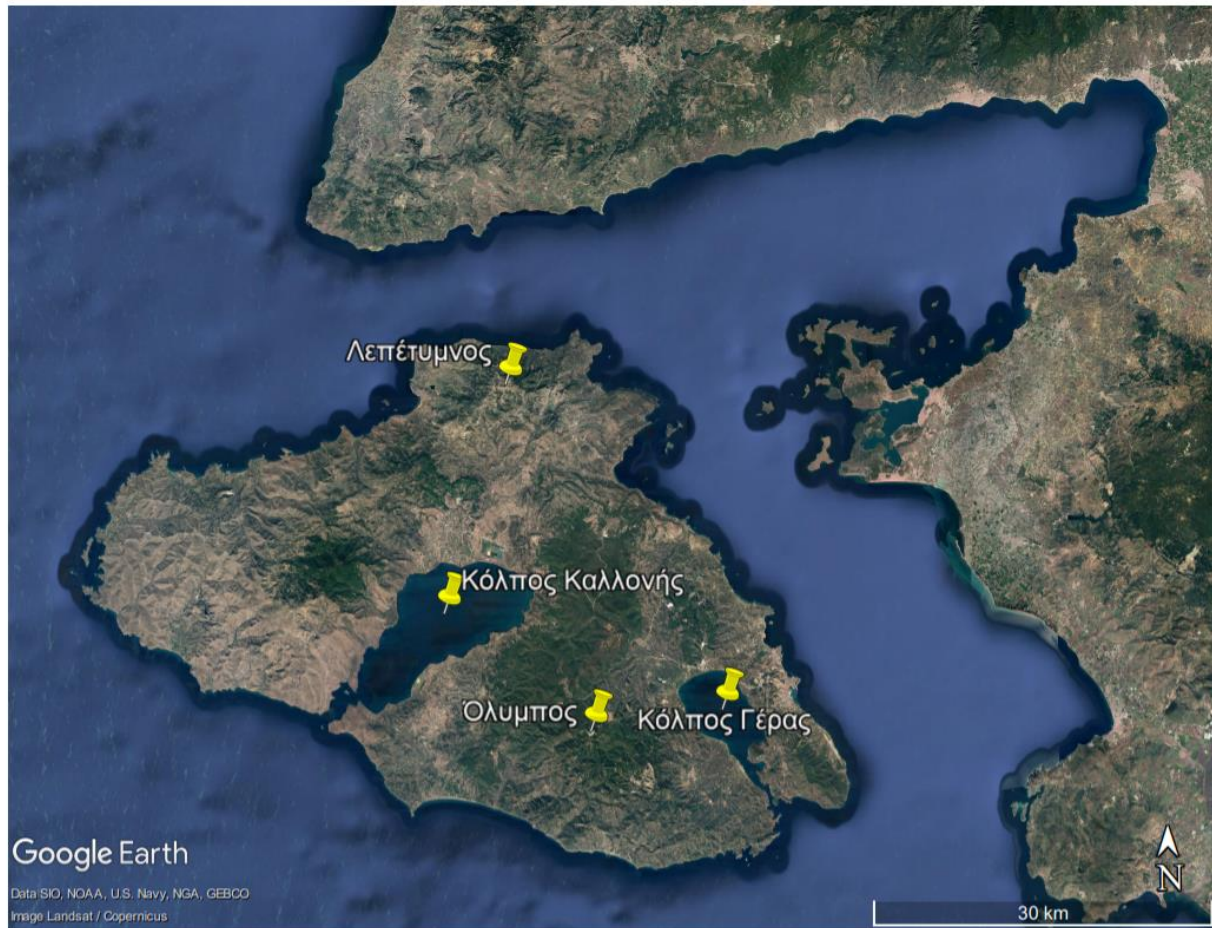 Λεπέτυμνος
Κόλπος Καλλονής
Όλυμπος
Κόλπος Γέρας
Google Earth
Data SIO, NOAA, U.S. Navy, NGA, GEBCO
Image Landsat / Copernicus
N
30 km